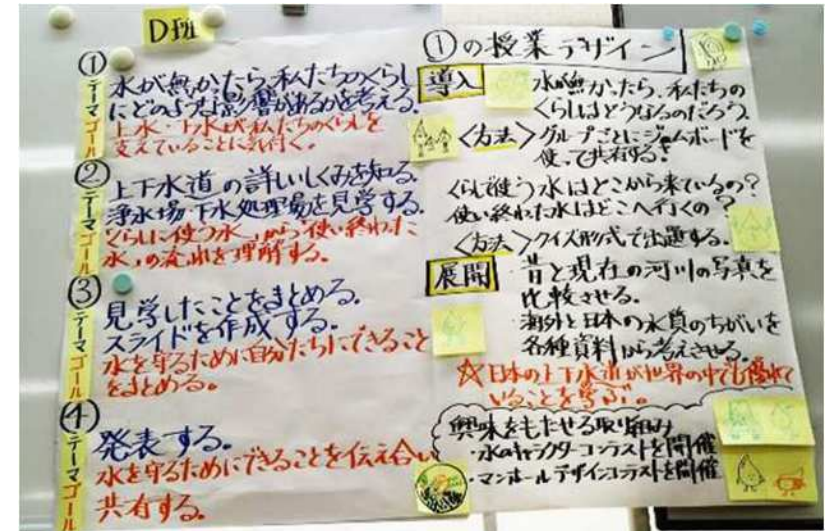 D班
①
テーマ
水が無かったら、私たちのくらし
にどのような影響があるかを考える。
ゴール
上水・下水が私たちのくらしを
支えていることに気付く。
②
テーマ
上下水道の詳しいしくみを知る。
浄水場・下水処理場を見学する。
ゴール
"くらしに使う水"から"使い終わった
水"の流れを理解する。
③
テーマ
見学したことをまとめる。
スライドを作成する。
ゴール
水を守るために自分たちにできること
をまとめる。
④
テーマ
発表する。
ゴール
水を守るためにできることを伝え合い
共有する。
①の授業デザイン
導入
水が無かったら、私たちの
くらしはどうなるのだろう。
〈方法〉グループごとにジャムボードを
使って共有する。
くらしで使う水はどこから来ているの?
使い終わった水はどこへ行くの?
〈方法〉クイズ形式で出題する。
展開
・昔と現在の河川の写真を
比較させる。
・海外と日本の水質のちがいを
各種資料から考えさせる。
☆日本の上下水道が世界の中でも優れて
いることを学ぶ。
興味をもたせる取り組み
・水のキャラクターコンテストを開催
・マンホールデザインコンテストを開催